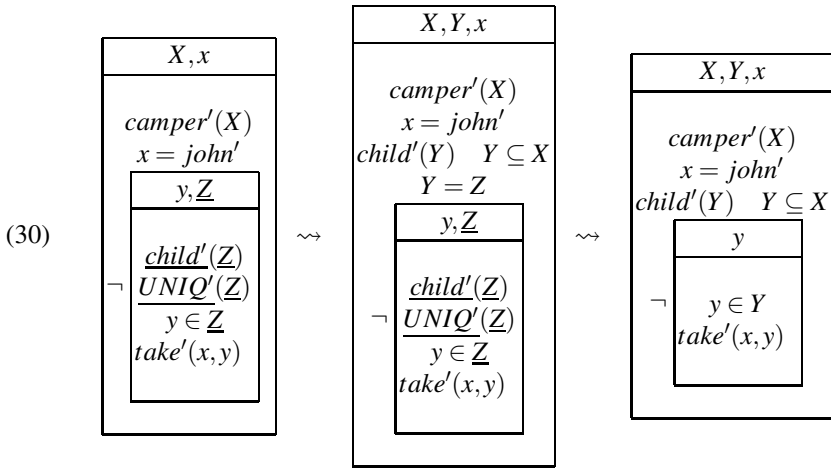 (30)
X,x
camper′(X)
x = john′
y,Z
child′(Z)
¬ UNIQ′(Z)
y ∈ Z
take′(x,y)
⇝
X,Y,x
camper′(X)
x = john′
child′(Y) Y ⊆ X
Y = Z
y,Z
child′(Z)
¬ UNIQ′(Z)
y ∈ Z
take′(x,y)
⇝
X,Y,x
camper′(X)
x = john′
child′(Y) Y ⊆ X
y
¬ y ∈ Y
take′(x,y)